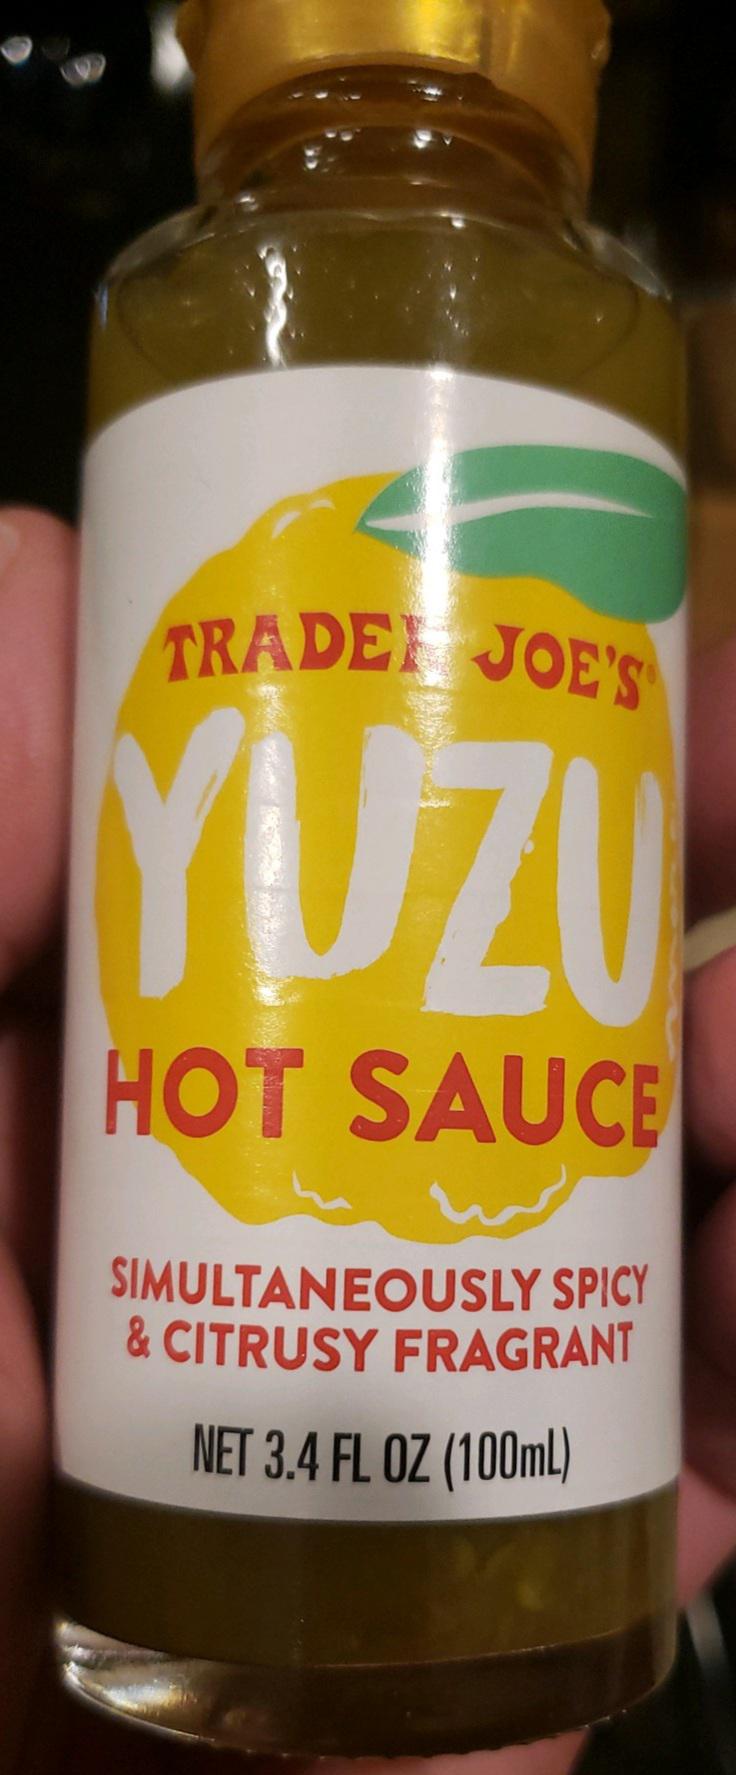 TRADER JOE'S®
YUZU
HOT SAUCE
SIMULTANEOUSLY SPICY
& CITRUSY FRAGRANT
NET 3.4 FL OZ (100mL)